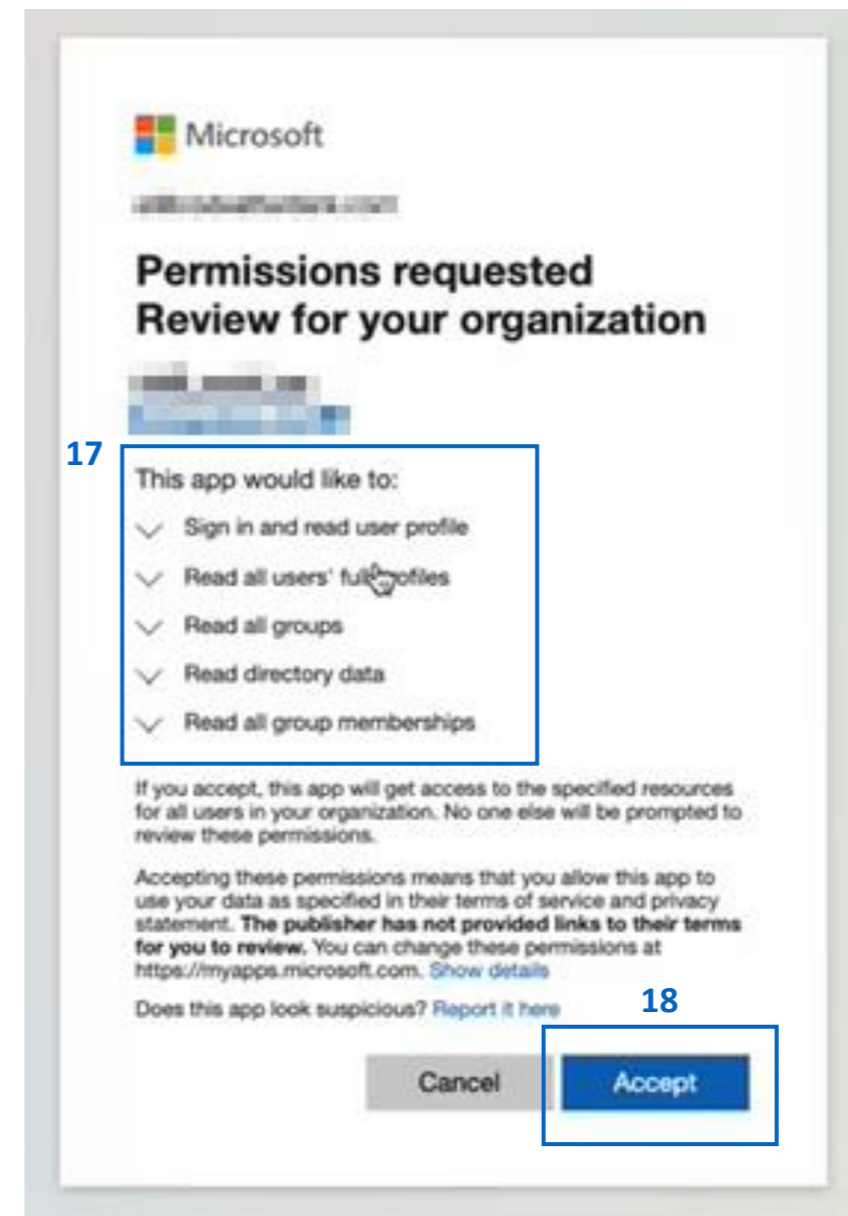 Microsoft
Permissions requested
Review for your organization
17
This app would like to:
Sign in and read user profile
Read all users' full profiles
Read all groups
Read directory data
Read all group memberships
If you accept, this app will get access to the specified resources
for all users in your organization. No one else will be prompted to
review these permissions.
Accepting these permissions means that you allow this app to
use your data as specified in their terms of service and privacy
statement. The publisher has not provided links to their terms
for you to review. You can change these permissions at
https://myapps.microsoft.com. Show details
Does this app look suspicious? Report it here
18
Cancel Accept